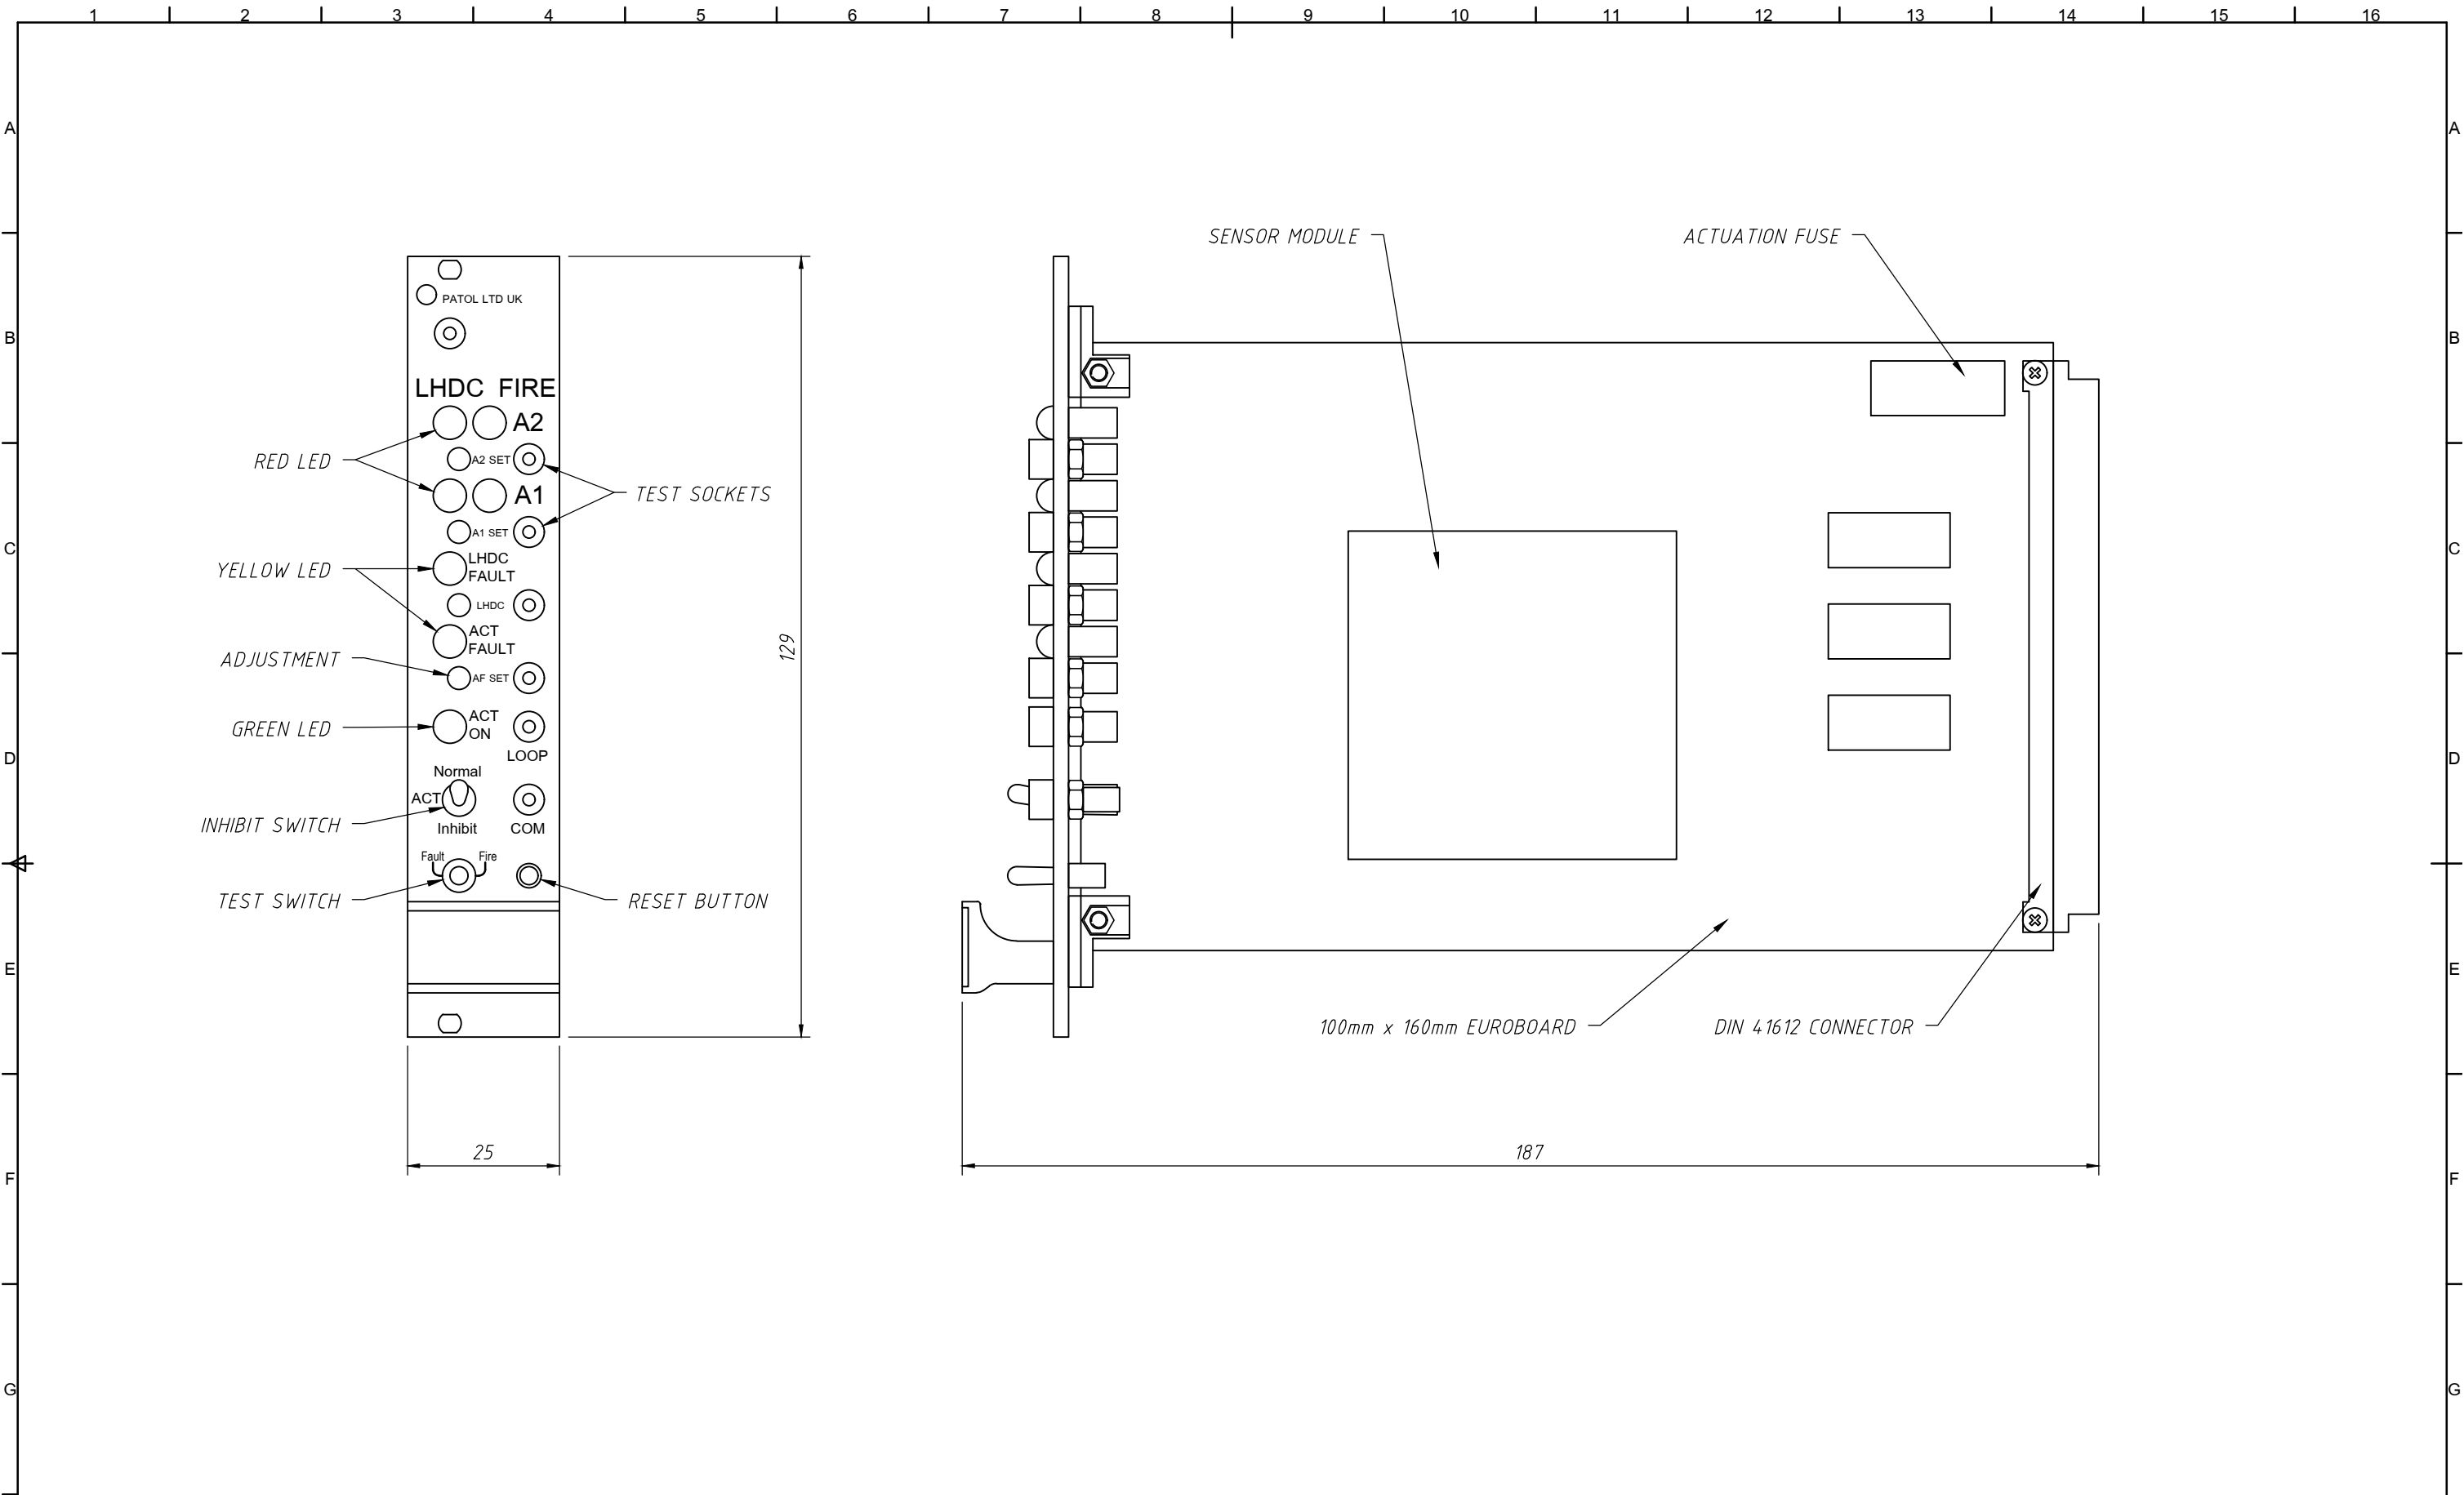 1 2 3 4 5 6 7 8 9 10 11 12 13 14 15 16
A A
SENSOR MODULE ACTUATION FUSE
PATOL LTD UK
B B
LHDC FIRE
A2
RED LED A2 SET
A1 TEST SOCKETS
A1 SET
C C
LHDC
FAULT
YELLOW LED
LHDC
ACT
FAULT
129
ADJUSTMENT
AF SET
ACT
ON
GREEN LED
LOOP
D D
Normal
ACT
INHIBIT SWITCH
Inhibit COM
Fault Fire
TEST SWITCH RESET BUTTON
E E
100mm x 160mm EUROBOARD DIN 41612 CONNECTOR
25 187
F F
G G